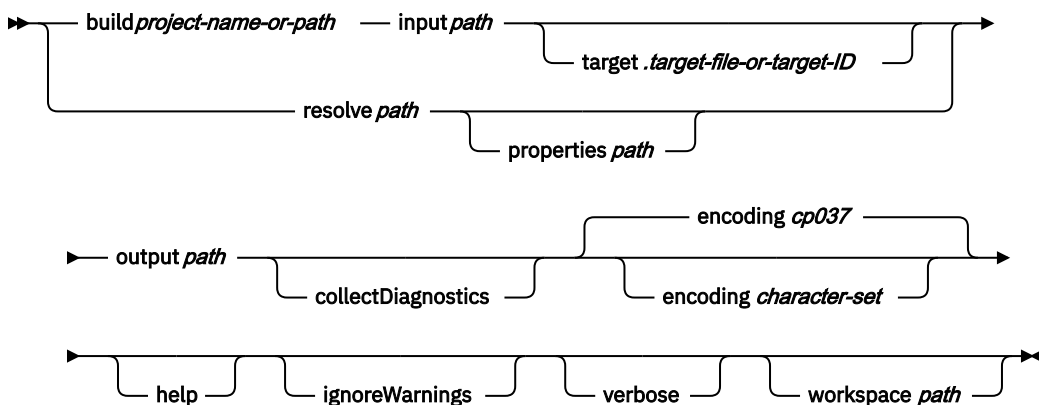 build project-name-or-path input path
target .target-file-or-target-ID
resolve path
properties path
encoding cp037
output path
collectDiagnostics
encoding character-set
help ignoreWarnings verbose workspace path